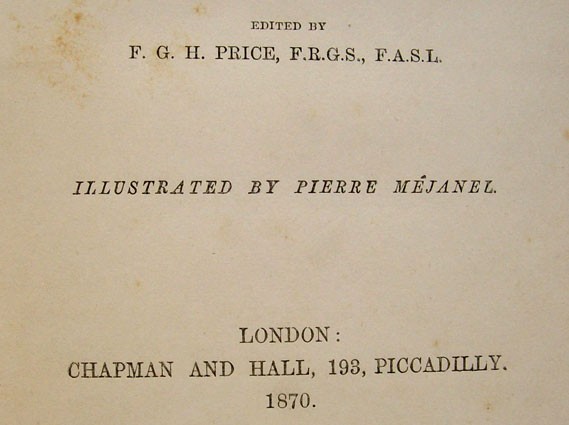 EDITED BY
F. G. H. PRICE, F.R.G.S., F.A.S.L.
ILLUSTRATED BY PIERRE MÉJANEL.
LONDON:
CHAPMAN AND HALL, 193, PICCADILLY.
1870.